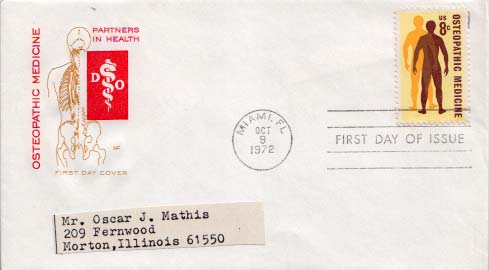 OSTEOPATHIC MEDICINE
PARTNERS
IN HEALTH
D O
FIRST DAY COVER
US
8c
OSTEOPATHIC MEDICINE
MIAMI, FL
OCT
9
1972
FIRST DAY OF ISSUE
Mr. Oscar J. Mathis
209 Fernwood
Morton,Illinois 61550